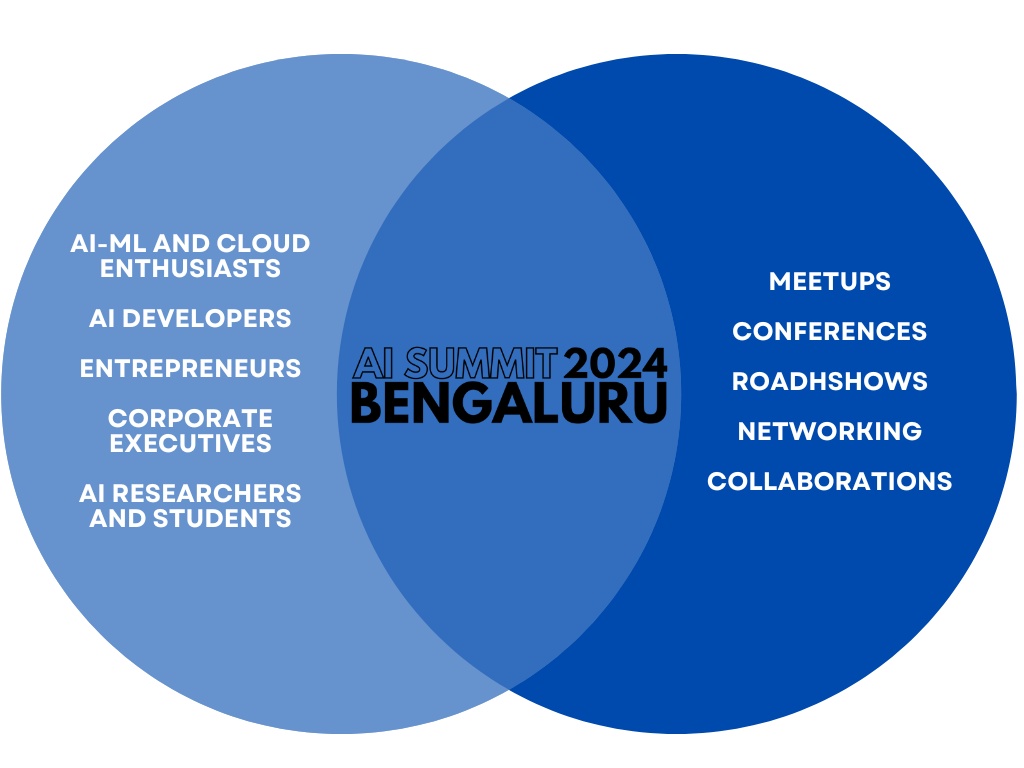 AI-ML AND CLOUD
ENTHUSIASTS
AI DEVELOPERS
ENTREPRENEURS
CORPORATE
EXECUTIVES
AI RESEARCHERS
AND STUDENTS
AI SUMMIT 2024
BENGALURU
MEETUPS
CONFERENCES
ROADHSHOWS
NETWORKING
COLLABORATIONS